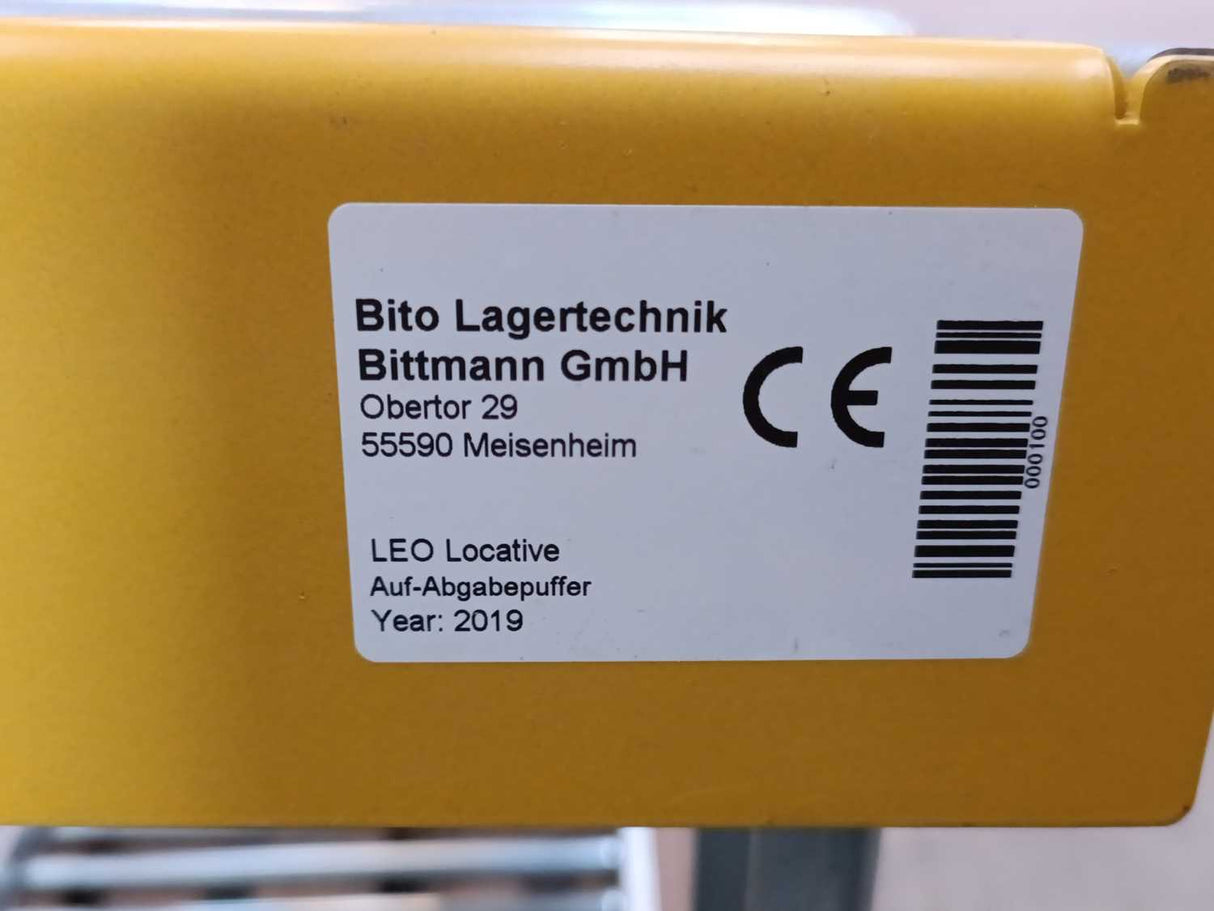 Bito Lagertechnik
Bittmann GmbH
Obertor 29
55590 Meisenheim
CE
000100
LEO Locative
Auf-Abgabepuffer
Year: 2019